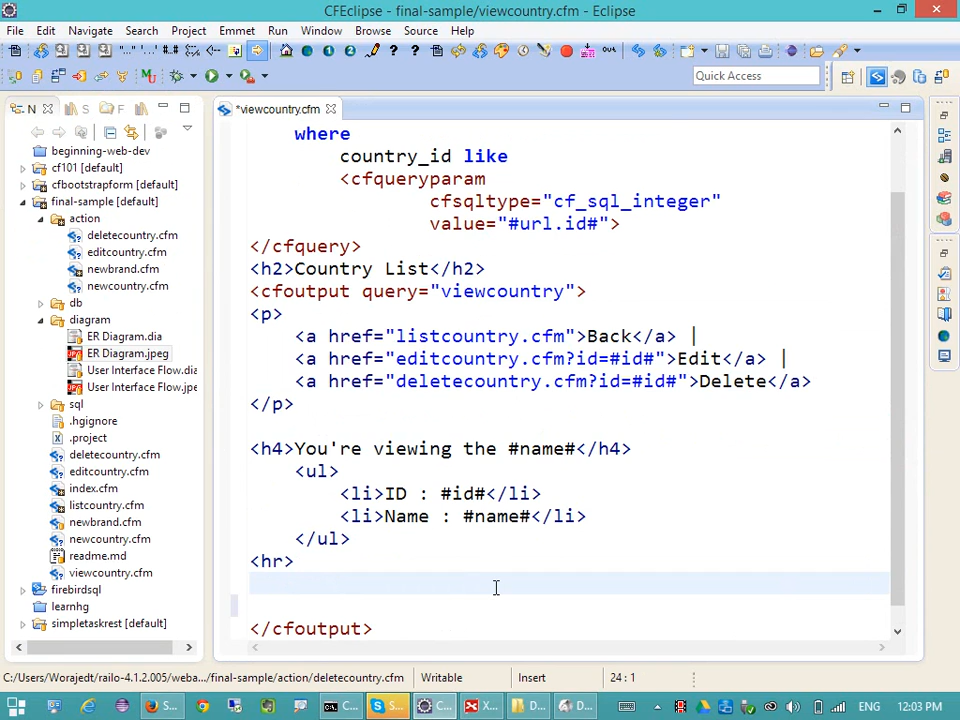 CFEclipse - final-sample/viewcountry.cfm - Eclipse
File Edit Navigate Search Project Emmet Run Window Browse Source Help
Quick Access
N S F
*viewcountry.cfm
beginning-web-dev
cf101 [default]
cfbootstrapform [default]
final-sample [default]
action
deletecountry.cfm
editcountry.cfm
newbrand.cfm
newcountry.cfm
db
diagram
ER Diagram.dia
ER Diagram.jpeg
User Interface Flow.dia
User Interface Flow.jpe
sql
.hgignore
.project
deletecountry.cfm
editcountry.cfm
index.cfm
listcountry.cfm
newbrand.cfm
newcountry.cfm
readme.md
viewcountry.cfm
firebirdsql
learnhg
simpletaskrest [default]
where
country_id like
<cfqueryparam
cfsqltype="cf_sql_integer"
value="#url.id#">
</cfquery>
<h2>Country List</h2>
<cfoutput query="viewcountry">
<p>
<a href="listcountry.cfm">Back</a> |
<a href="editcountry.cfm?id=#id#">Edit</a> |
<a href="deletecountry.cfm?id=#id#">Delete</a>
</p>
<h4>You're viewing the #name#</h4>
<ul>
<li>ID : #id#</li>
<li>Name : #name#</li>
</ul>
<hr>
</cfoutput>
C:/Users/Worajedt/railo-4.1.2.005/weba.../final-sample/action/deletecountry.cfm Writable Insert 24 : 1
S... C... S... C... X... D... D... ENG 12:03 PM